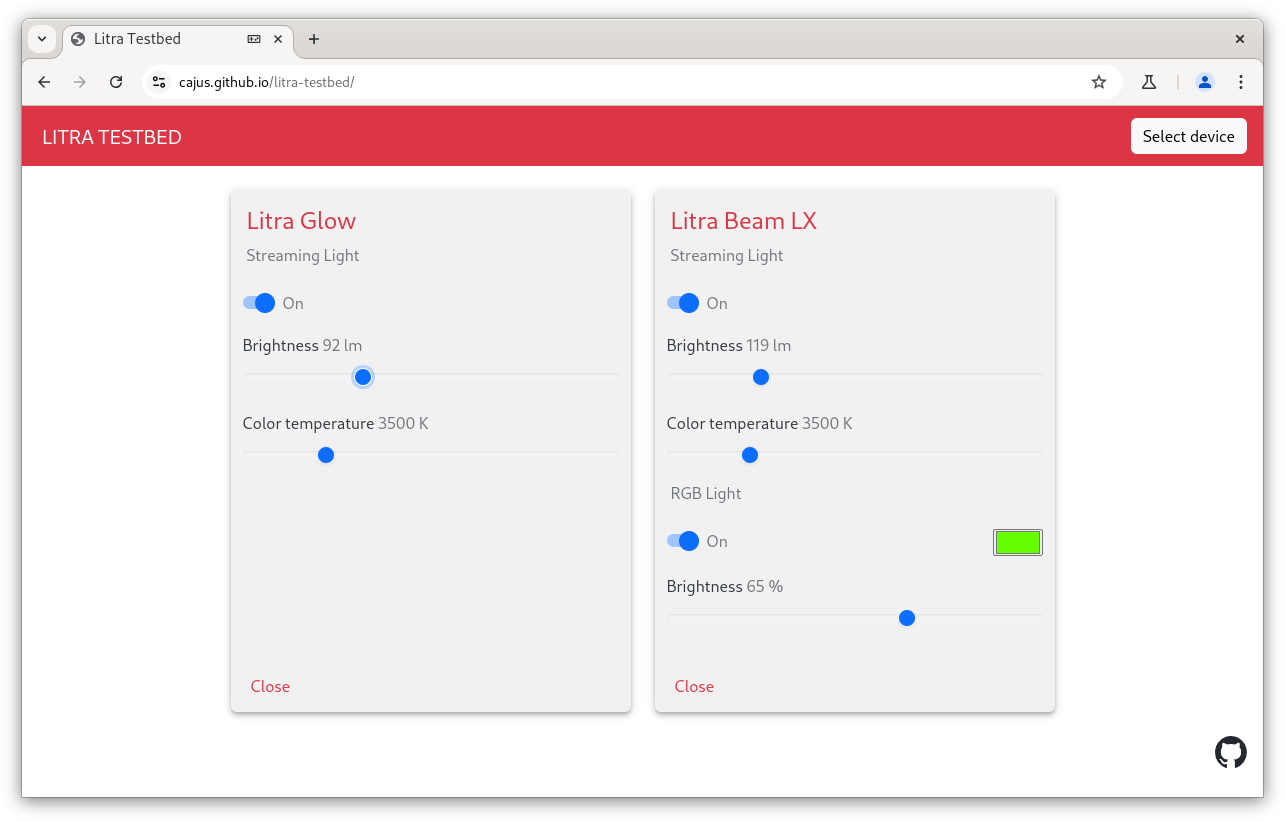 Litra Testbed
cajus.github.io/litra-testbed/
LITRA TESTBED
Select device
Litra Glow
Streaming Light
On
Brightness 92 lm
Color temperature 3500 K
Close
Litra Beam LX
Streaming Light
On
Brightness 119 lm
Color temperature 3500 K
RGB Light
On
Brightness 65 %
Close